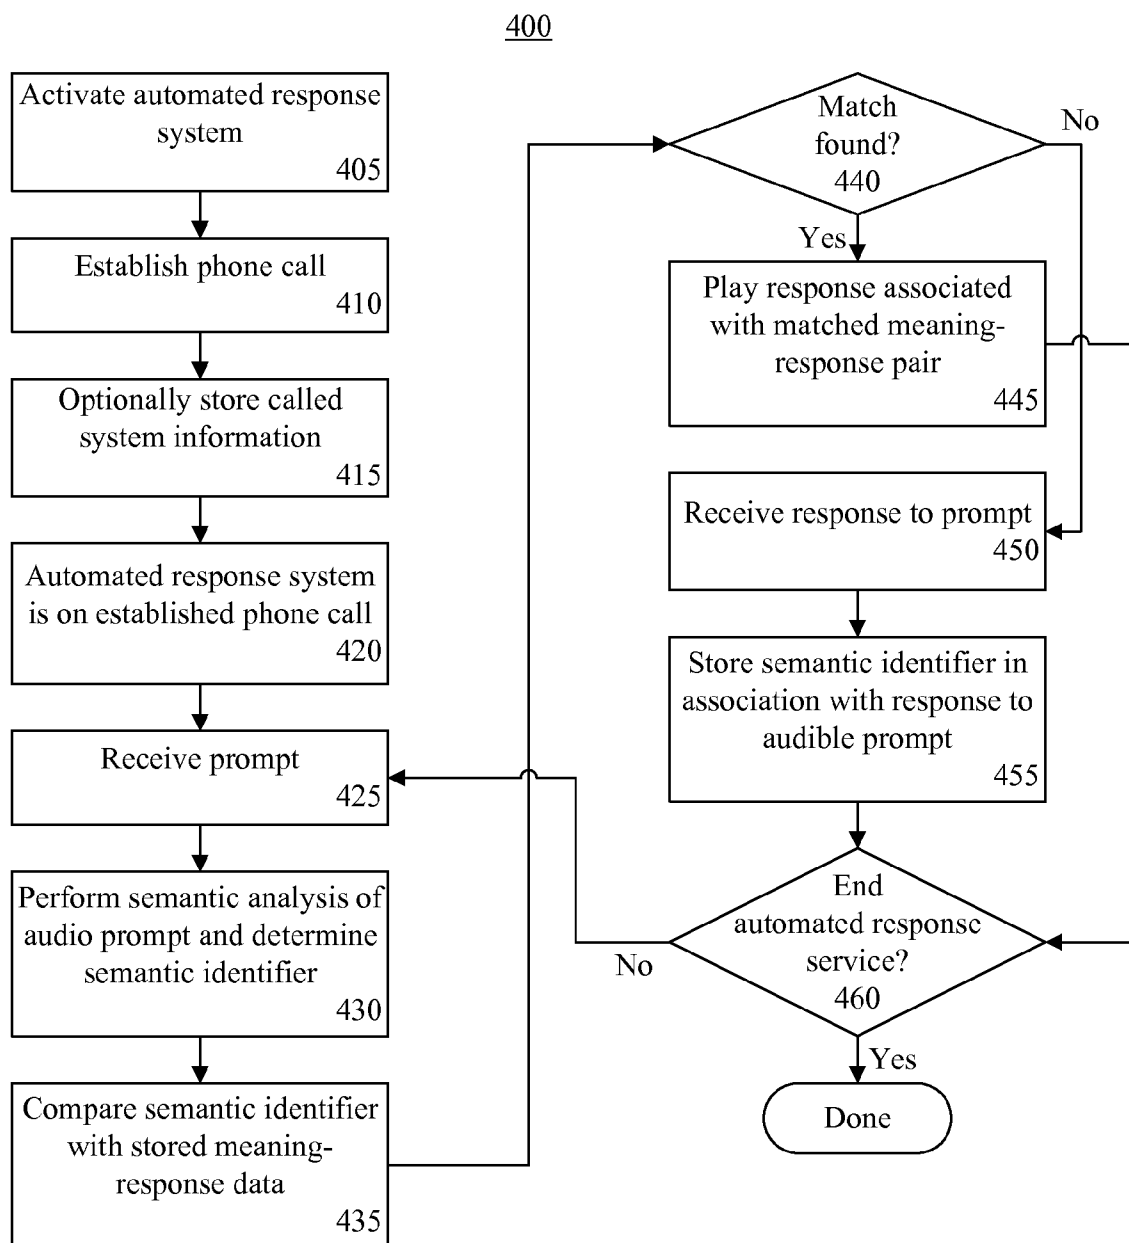 400
Activate automated response
system
405
Establish phone call
410
Optionally store called
system information
415
Automated response system
is on established phone call
420
Receive prompt
425
Perform semantic analysis of
audio prompt and determine
semantic identifier
430
Compare semantic identifier
with stored meaning-
response data
435
Match
found?
440
No
Yes
Play response associated
with matched meaning-
response pair
445
Receive response to prompt
450
Store semantic identifier in
association with response to
audible prompt
455
End
automated response
service?
460
No
Yes
Done